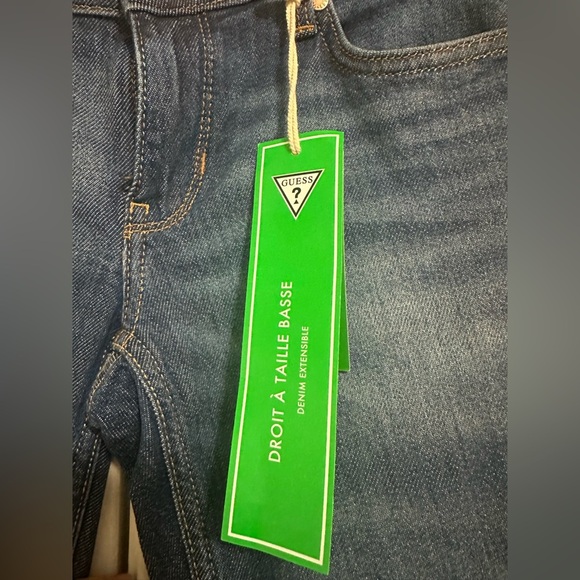 GUESS
?
DROIT À TAILLE BASSE
DENIM EXTENSIBLE